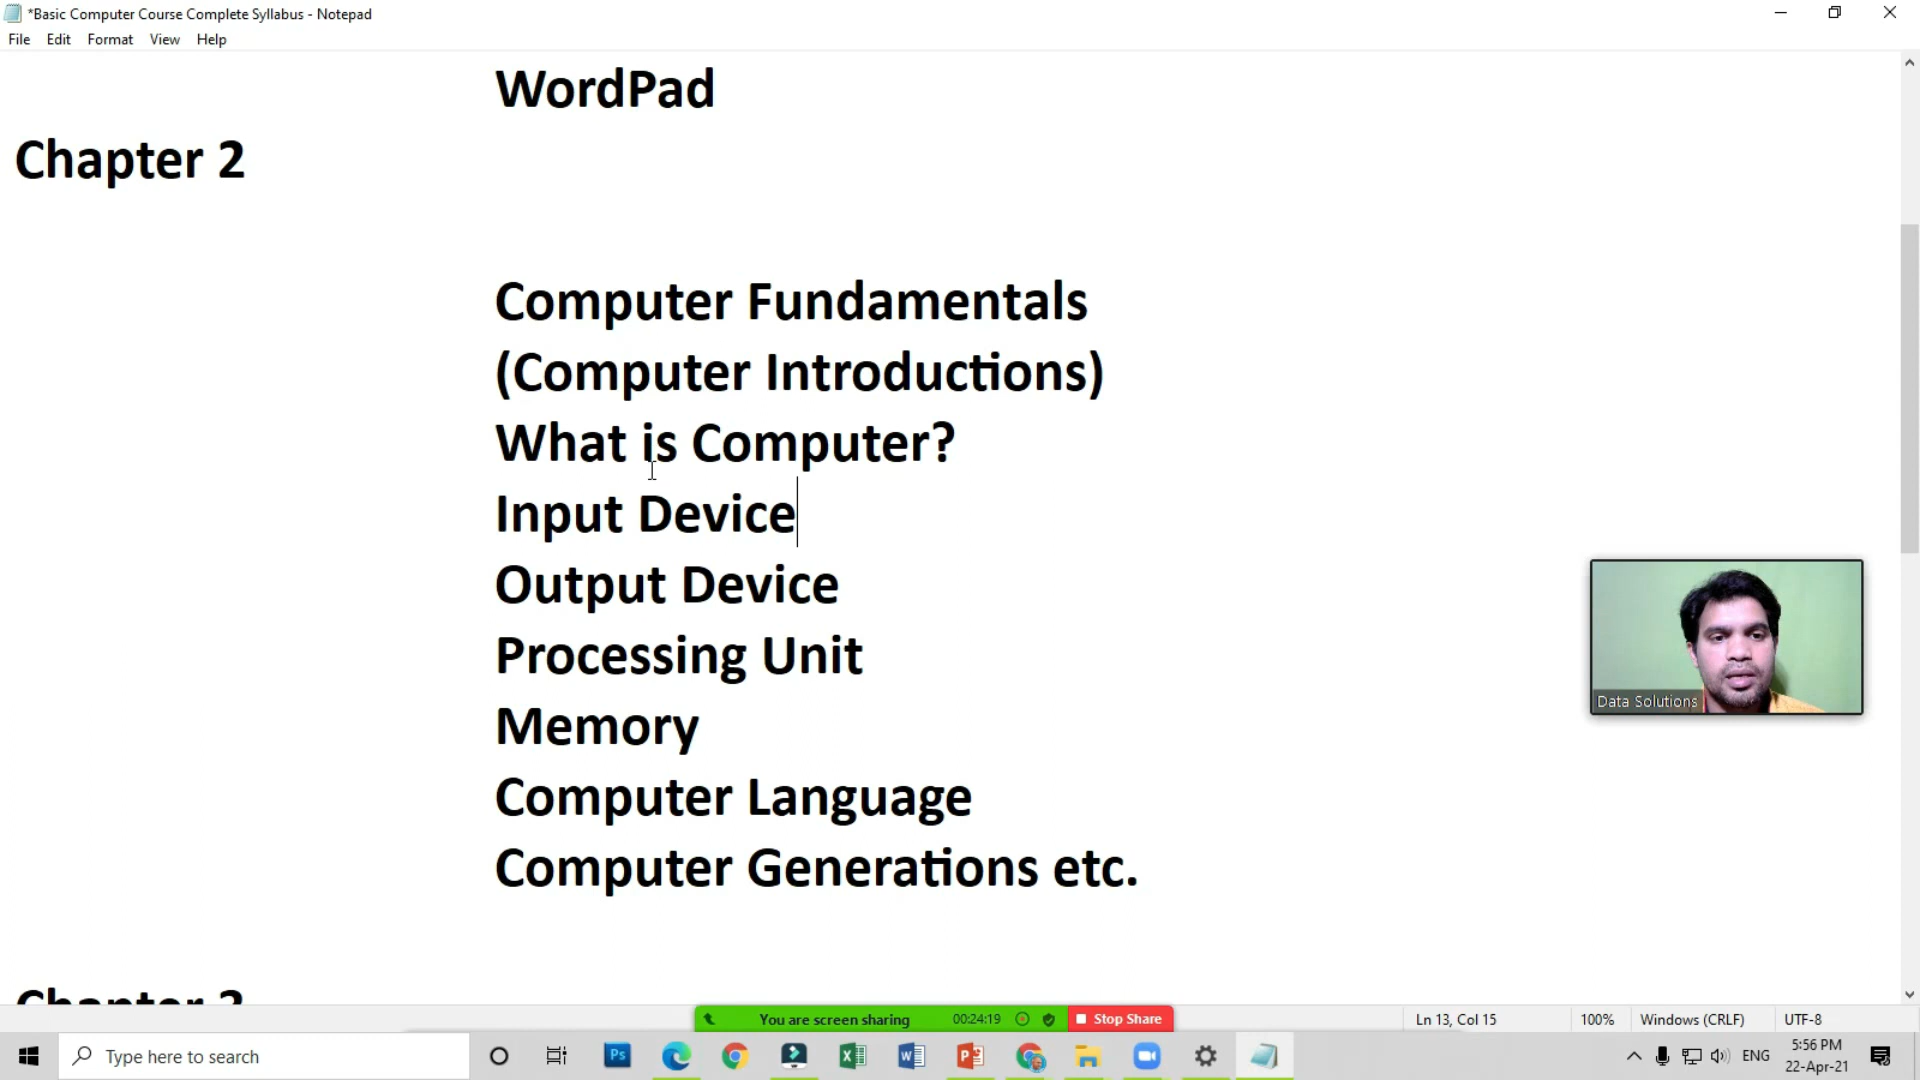 *Basic Computer Course Complete Syllabus - Notepad
File Edit Format View Help
WordPad
Chapter 2
Computer Fundamentals
(Computer Introductions)
What is Computer?
Input Device
Output Device
Processing Unit
Memory
Computer Language
Computer Generations etc.
Data Solutions
You are screen sharing 00:24:19 Stop Share
Ln 13, Col 15 100% Windows (CRLF) UTF-8
Type here to search
Ps
ENG
5:56 PM
22-Apr-21